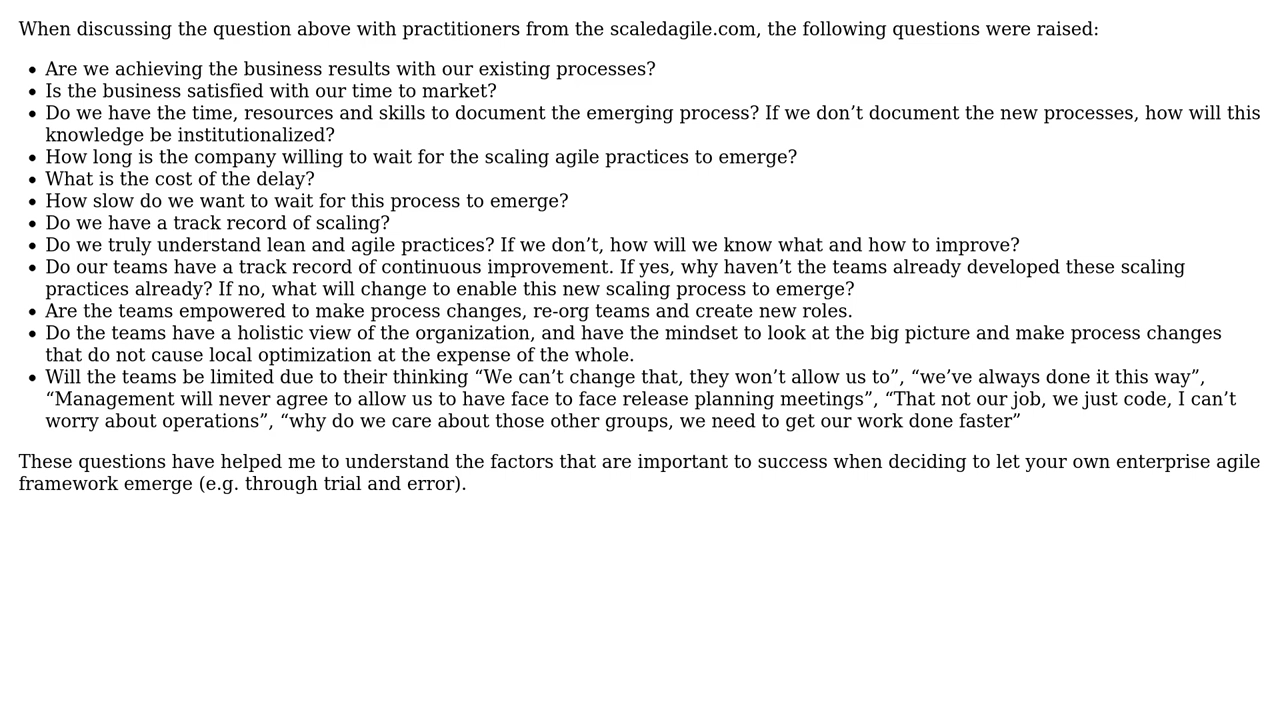 When discussing the question above with practitioners from the scaledagile.com, the following questions were raised:
• Are we achieving the business results with our existing processes?
• Is the business satisfied with our time to market?
• Do we have the time, resources and skills to document the emerging process? If we don’t document the new processes, how will this
knowledge be institutionalized?
• How long is the company willing to wait for the scaling agile practices to emerge?
• What is the cost of the delay?
• How slow do we want to wait for this process to emerge?
• Do we have a track record of scaling?
• Do we truly understand lean and agile practices? If we don’t, how will we know what and how to improve?
• Do our teams have a track record of continuous improvement. If yes, why haven’t the teams already developed these scaling
practices already? If no, what will change to enable this new scaling process to emerge?
• Are the teams empowered to make process changes, re-org teams and create new roles.
• Do the teams have a holistic view of the organization, and have the mindset to look at the big picture and make process changes
that do not cause local optimization at the expense of the whole.
• Will the teams be limited due to their thinking “We can’t change that, they won’t allow us to”, “we’ve always done it this way”,
“Management will never agree to allow us to have face to face release planning meetings”, “That not our job, we just code, I can’t
worry about operations”, “why do we care about those other groups, we need to get our work done faster”
These questions have helped me to understand the factors that are important to success when deciding to let your own enterprise agile
framework emerge (e.g. through trial and error).